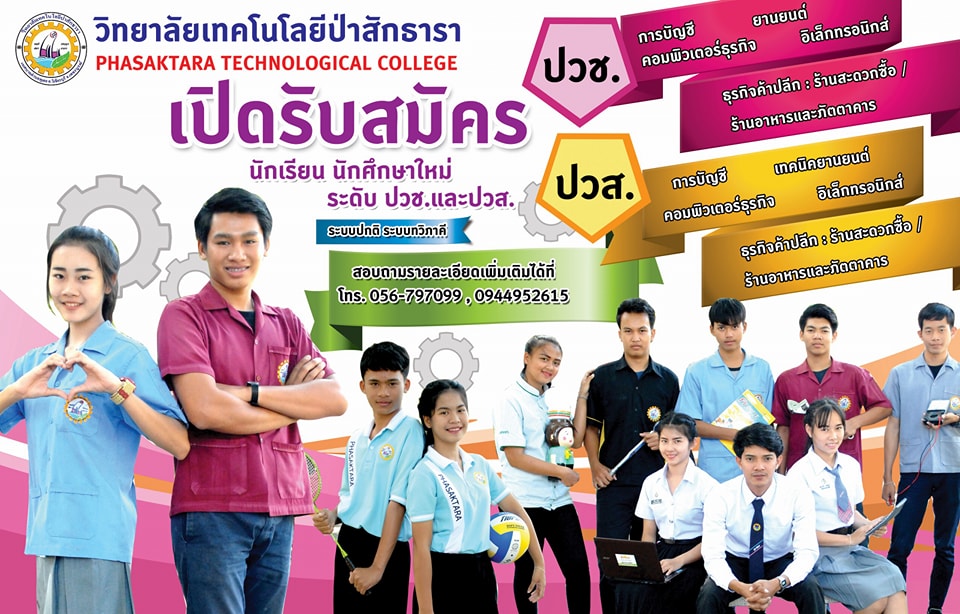 วิทยาลัยเทคโนโลยีป่าสักธารา
PHASAKTARA TECHNOLOGICAL COLLEGE
เปิดรับสมัคร
นักเรียน นักศึกษาใหม่
ระดับ ปวช.และปวส.
ระบบปกติ ระบบทวิภาคี
สอบถามรายละเอียดเพิ่มเติมได้ที่
โทร. 056-797099 , 0944952615
ปวช.
การบัญชี ยานยนต์
คอมพิวเตอร์ธุรกิจ อิเล็กทรอนิกส์
ธุรกิจค้าปลีก : ร้านสะดวกซื้อ /
ร้านอาหารและภัตตาคาร
ปวส.
การบัญชี เทคนิคยานยนต์
คอมพิวเตอร์ธุรกิจ อิเล็กทรอนิกส์
ธุรกิจค้าปลีก : ร้านสะดวกซื้อ /
ร้านอาหารและภัตตาคาร
PHASAKTARA
PHASAKTARA